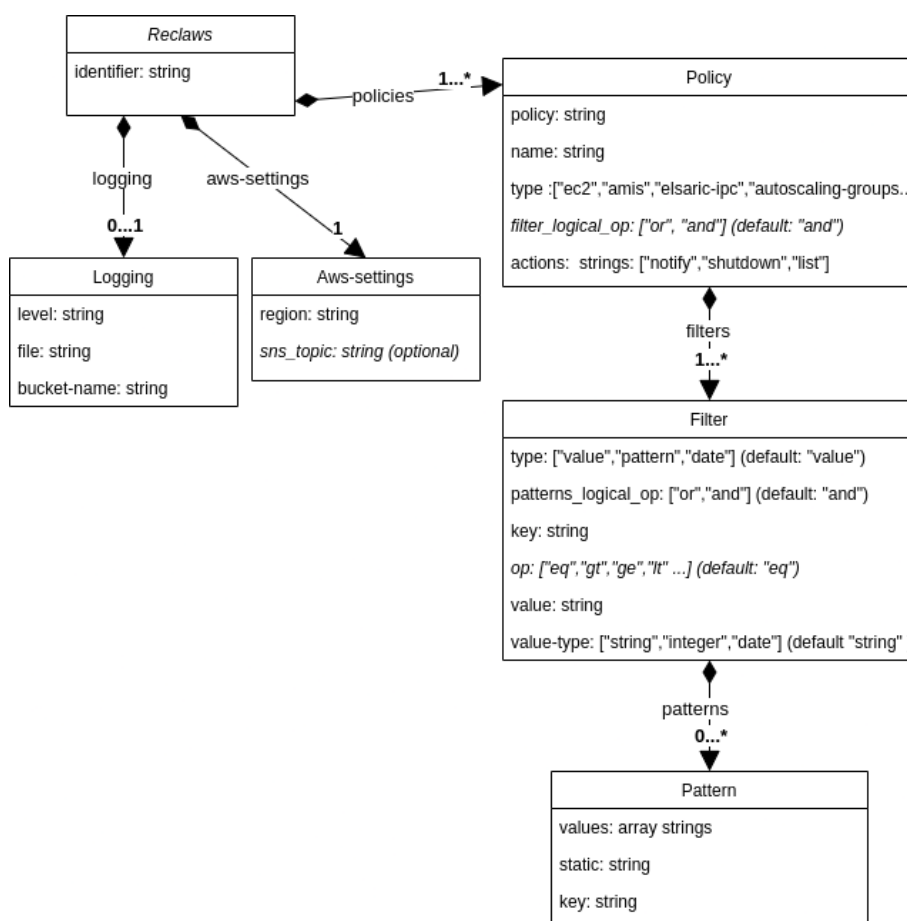 Reclaws
identifier: string
policies
1...*
logging
0...1
aws-settings
1
Logging
level: string
file: string
bucket-name: string
Aws-settings
region: string
sns_topic: string (optional)
Policy
policy: string
name: string
type :["ec2","amis","elsaric-ipc","autoscaling-groups..
filter_logical_op: ["or", "and"] (default: "and")
actions:  strings: ["notify","shutdown","list"]
filters
1...*
Filter
type: ["value","pattern","date"] (default: "value")
patterns_logical_op: ["or","and"] (default: "and")
key: string
op: ["eq","gt","ge","lt" ...] (default: "eq")
value: string
value-type: ["string","integer","date"] (default "string"
patterns
0...*
Pattern
values: array strings
static: string
key: string